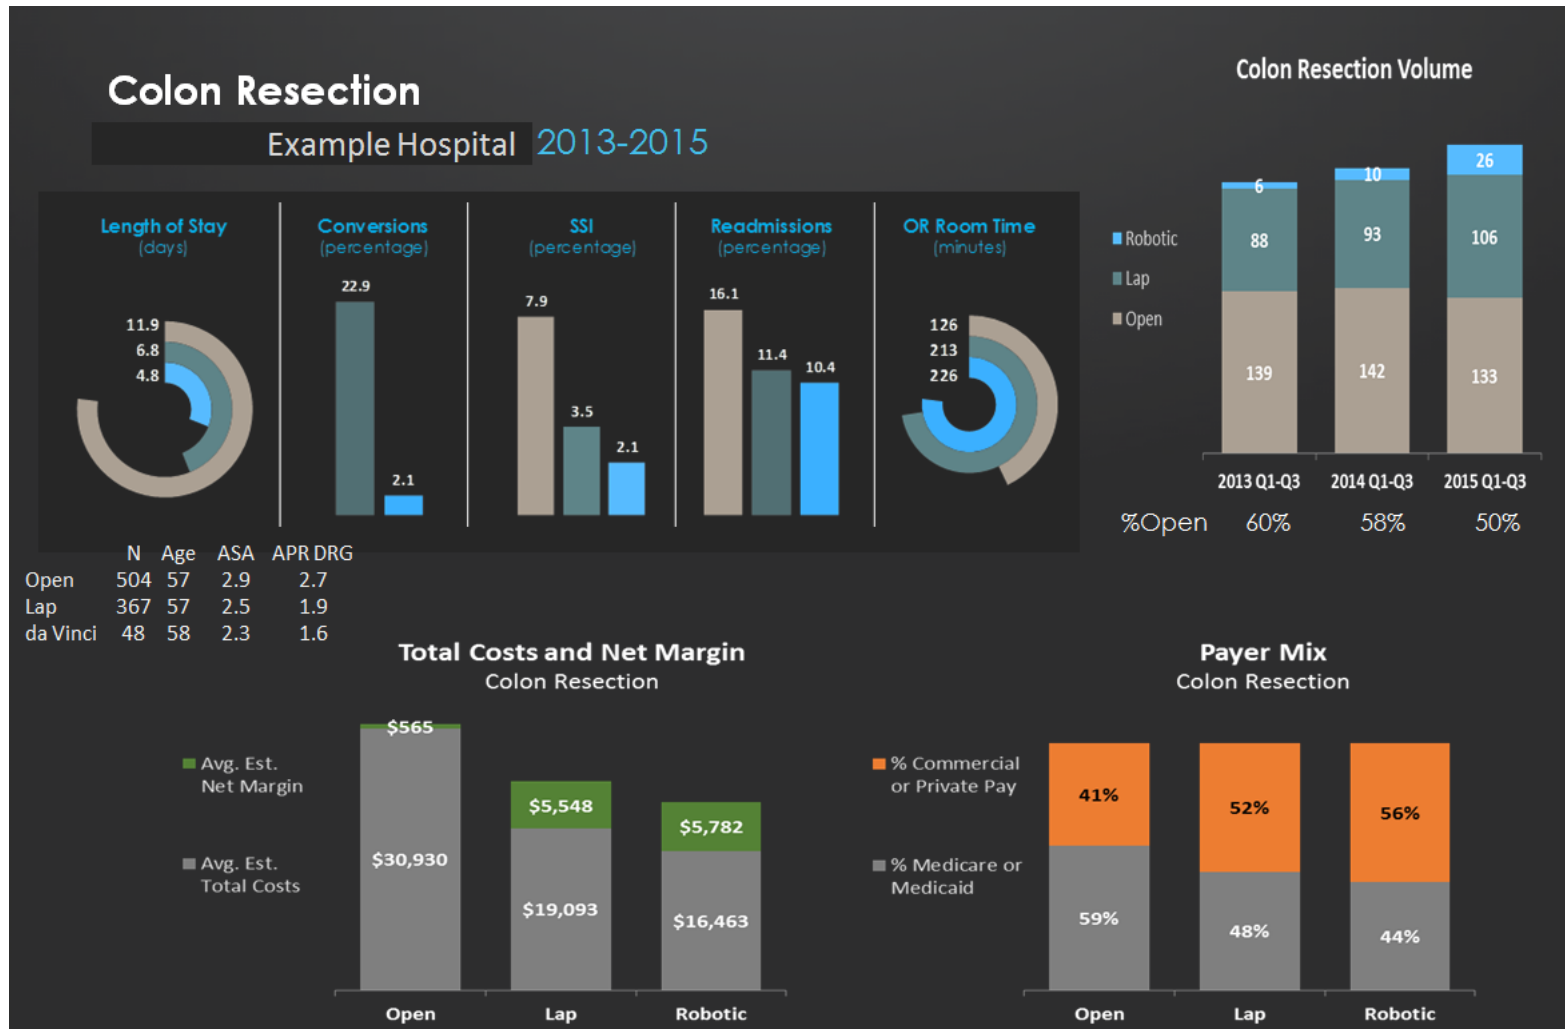 Colon Resection
Example Hospital 2013-2015
Length of Stay
(days)
11.9
6.8
4.8
Conversions
(percentage)
22.9
2.1
SSI
(percentage)
7.9
3.5
2.1
Readmissions
(percentage)
16.1
11.4
10.4
OR Room Time
(minutes)
126
213
226
Colon Resection Volume
Robotic
Lap
Open
6
88
139
10
93
142
26
106
133
2013 Q1-Q3 2014 Q1-Q3 2015 Q1-Q3
%Open 60% 58% 50%
N Age ASA APR DRG
Open 504 57 2.9 2.7
Lap 367 57 2.5 1.9
da Vinci 48 58 2.3 1.6
Total Costs and Net Margin
Colon Resection
Avg. Est.
Net Margin
Avg. Est.
Total Costs
$565
$30,930
$5,548
$19,093
$5,782
$16,463
Open Lap Robotic
Payer Mix
Colon Resection
% Commercial
or Private Pay
% Medicare or
Medicaid
41%
59%
52%
48%
56%
44%
Open Lap Robotic